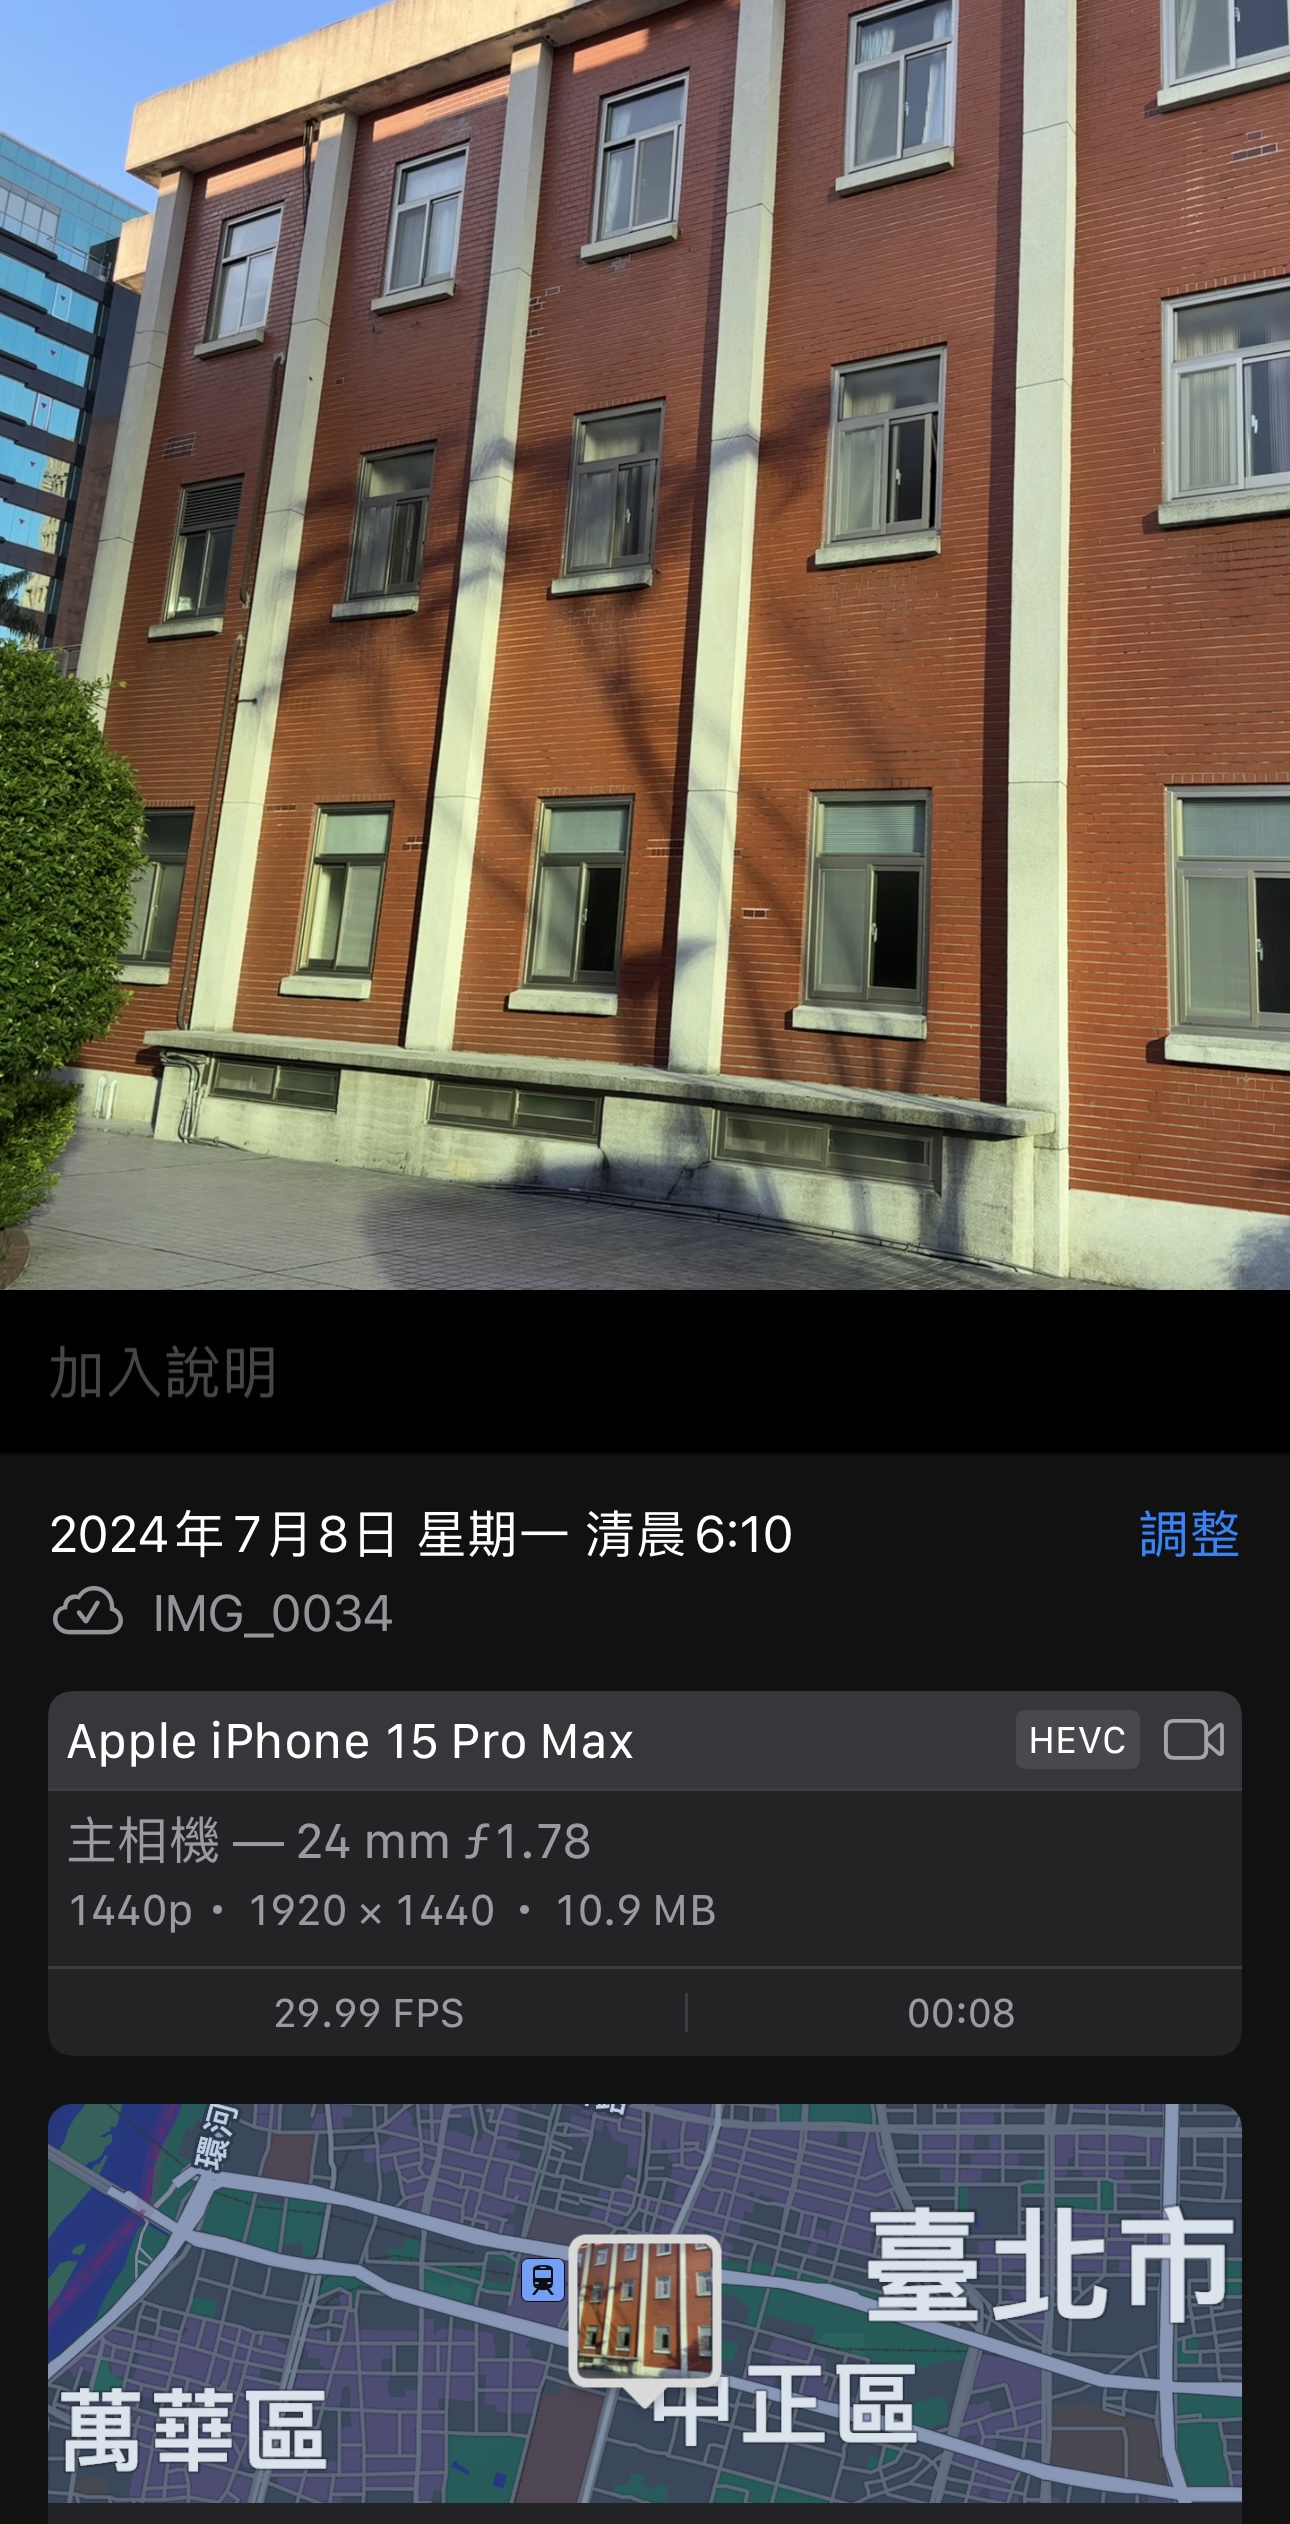 加入說明
2024年7月8日 星期一 清晨6:10
調整
IMG_0034
Apple iPhone 15 Pro Max
HEVC
主相機 — 24 mm ƒ1.78
1440p • 1920 × 1440 • 10.9 MB
29.99 FPS
00:08
環河
臺北市
中正區
萬華區